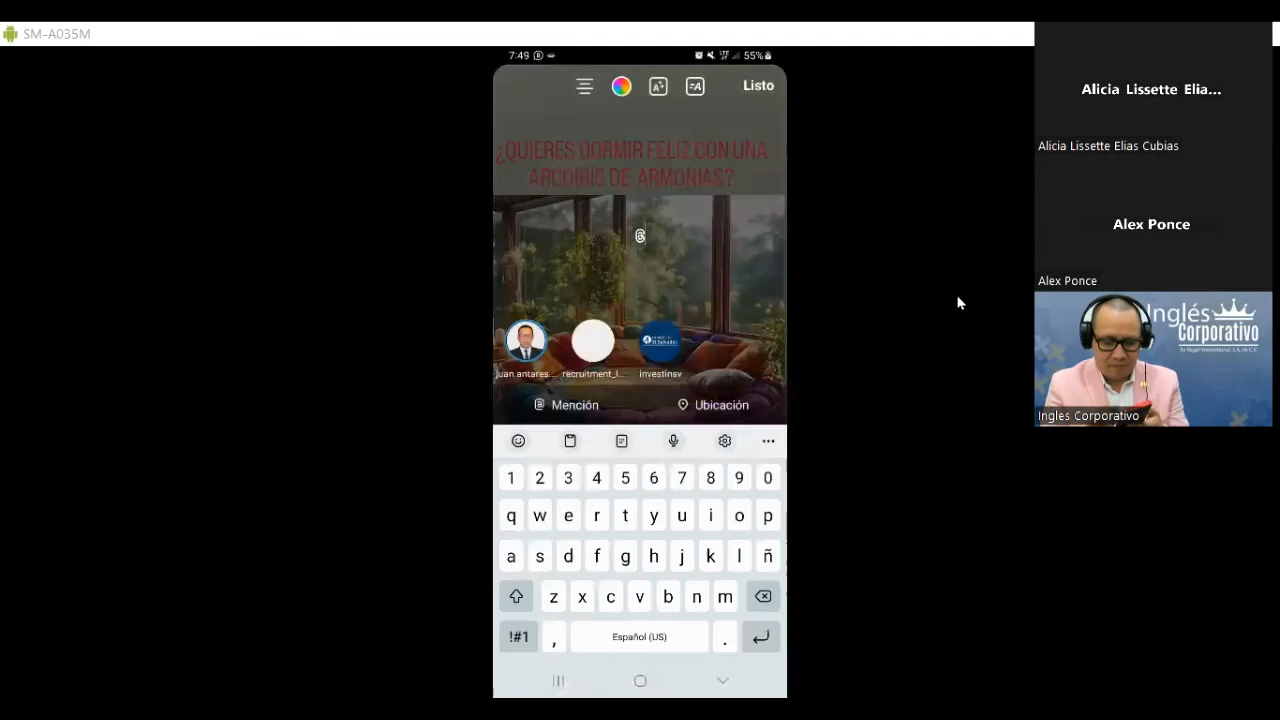 SM-A035M
7:49
55%
Listo
¿QUIERES DORMIR FELIZ CON UNA
ARCOIRIS DE ARMONIAS?
@
juan.antares....
recruitment_i...
investinsv
Mención
Ubicación
1 2 3 4 5 6 7 8 9 0
q w e r t y u i o p
a s d f g h j k l ñ
z x c v b n m
!#1 , Español (US) .
Alicia Lissette Elia...
Alicia Lissette Elias Cubias
Alex Ponce
Alex Ponce
Inglés
Corporativo
Ingles Corporativo